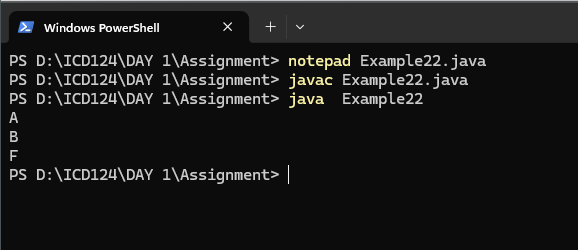 Windows PowerShell
PS D:\ICD124\DAY 1\Assignment> notepad Example22.java
PS D:\ICD124\DAY 1\Assignment> javac Example22.java
PS D:\ICD124\DAY 1\Assignment> java  Example22
A
B
F
PS D:\ICD124\DAY 1\Assignment>